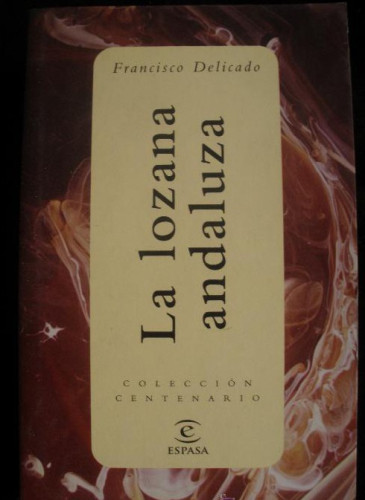 Francisco Delicado
La lozana
andaluza
COLECCIÓN
CENTENARIO
e
ESPASA